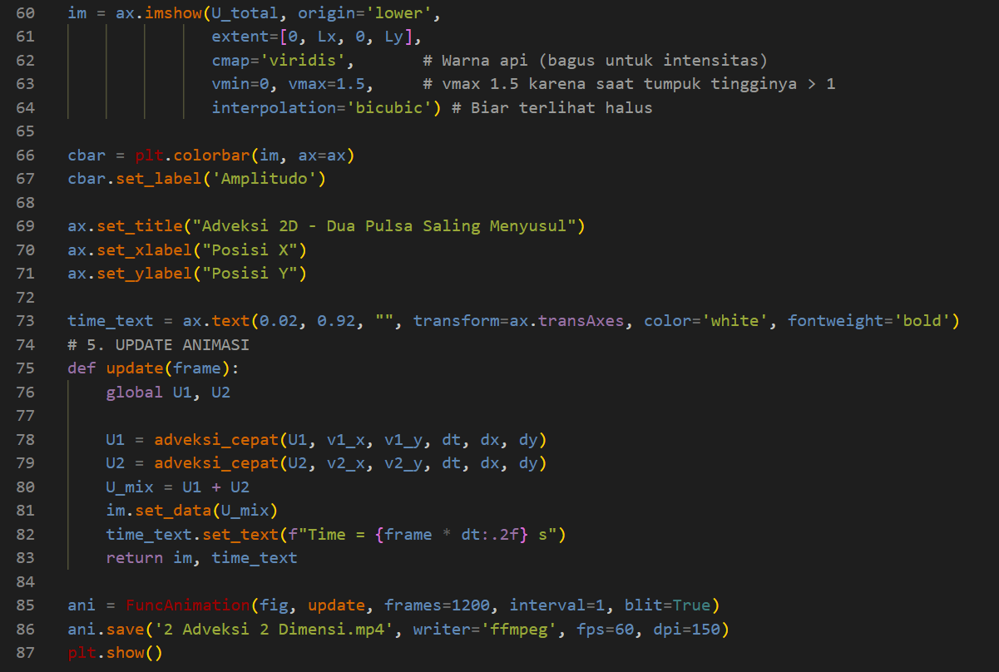 60 im = ax.imshow(U_total, origin='lower',
61 extent=[0, Lx, 0, Ly],
62 cmap='viridis', # Warna api (bagus untuk intensitas)
63 vmin=0, vmax=1.5, # vmax 1.5 karena saat tumpuk tingginya > 1
64 interpolation='bicubic') # Biar terlihat halus
65
66 cbar = plt.colorbar(im, ax=ax)
67 cbar.set_label('Amplitudo')
68
69 ax.set_title("Adveksi 2D - Dua Pulsa Saling Menyusul")
70 ax.set_xlabel("Posisi X")
71 ax.set_ylabel("Posisi Y")
72
73 time_text = ax.text(0.02, 0.92, "", transform=ax.transAxes, color='white', fontweight='bold')
74 # 5. UPDATE ANIMASI
75 def update(frame):
76 global U1, U2
77
78 U1 = adveksi_cepat(U1, v1_x, v1_y, dt, dx, dy)
79 U2 = adveksi_cepat(U2, v2_x, v2_y, dt, dx, dy)
80 U_mix = U1 + U2
81 im.set_data(U_mix)
82 time_text.set_text(f"Time = {frame * dt:.2f} s")
83 return im, time_text
84
85 ani = FuncAnimation(fig, update, frames=1200, interval=1, blit=True)
86 ani.save('2 Adveksi 2 Dimensi.mp4', writer='ffmpeg', fps=60, dpi=150)
87 plt.show()